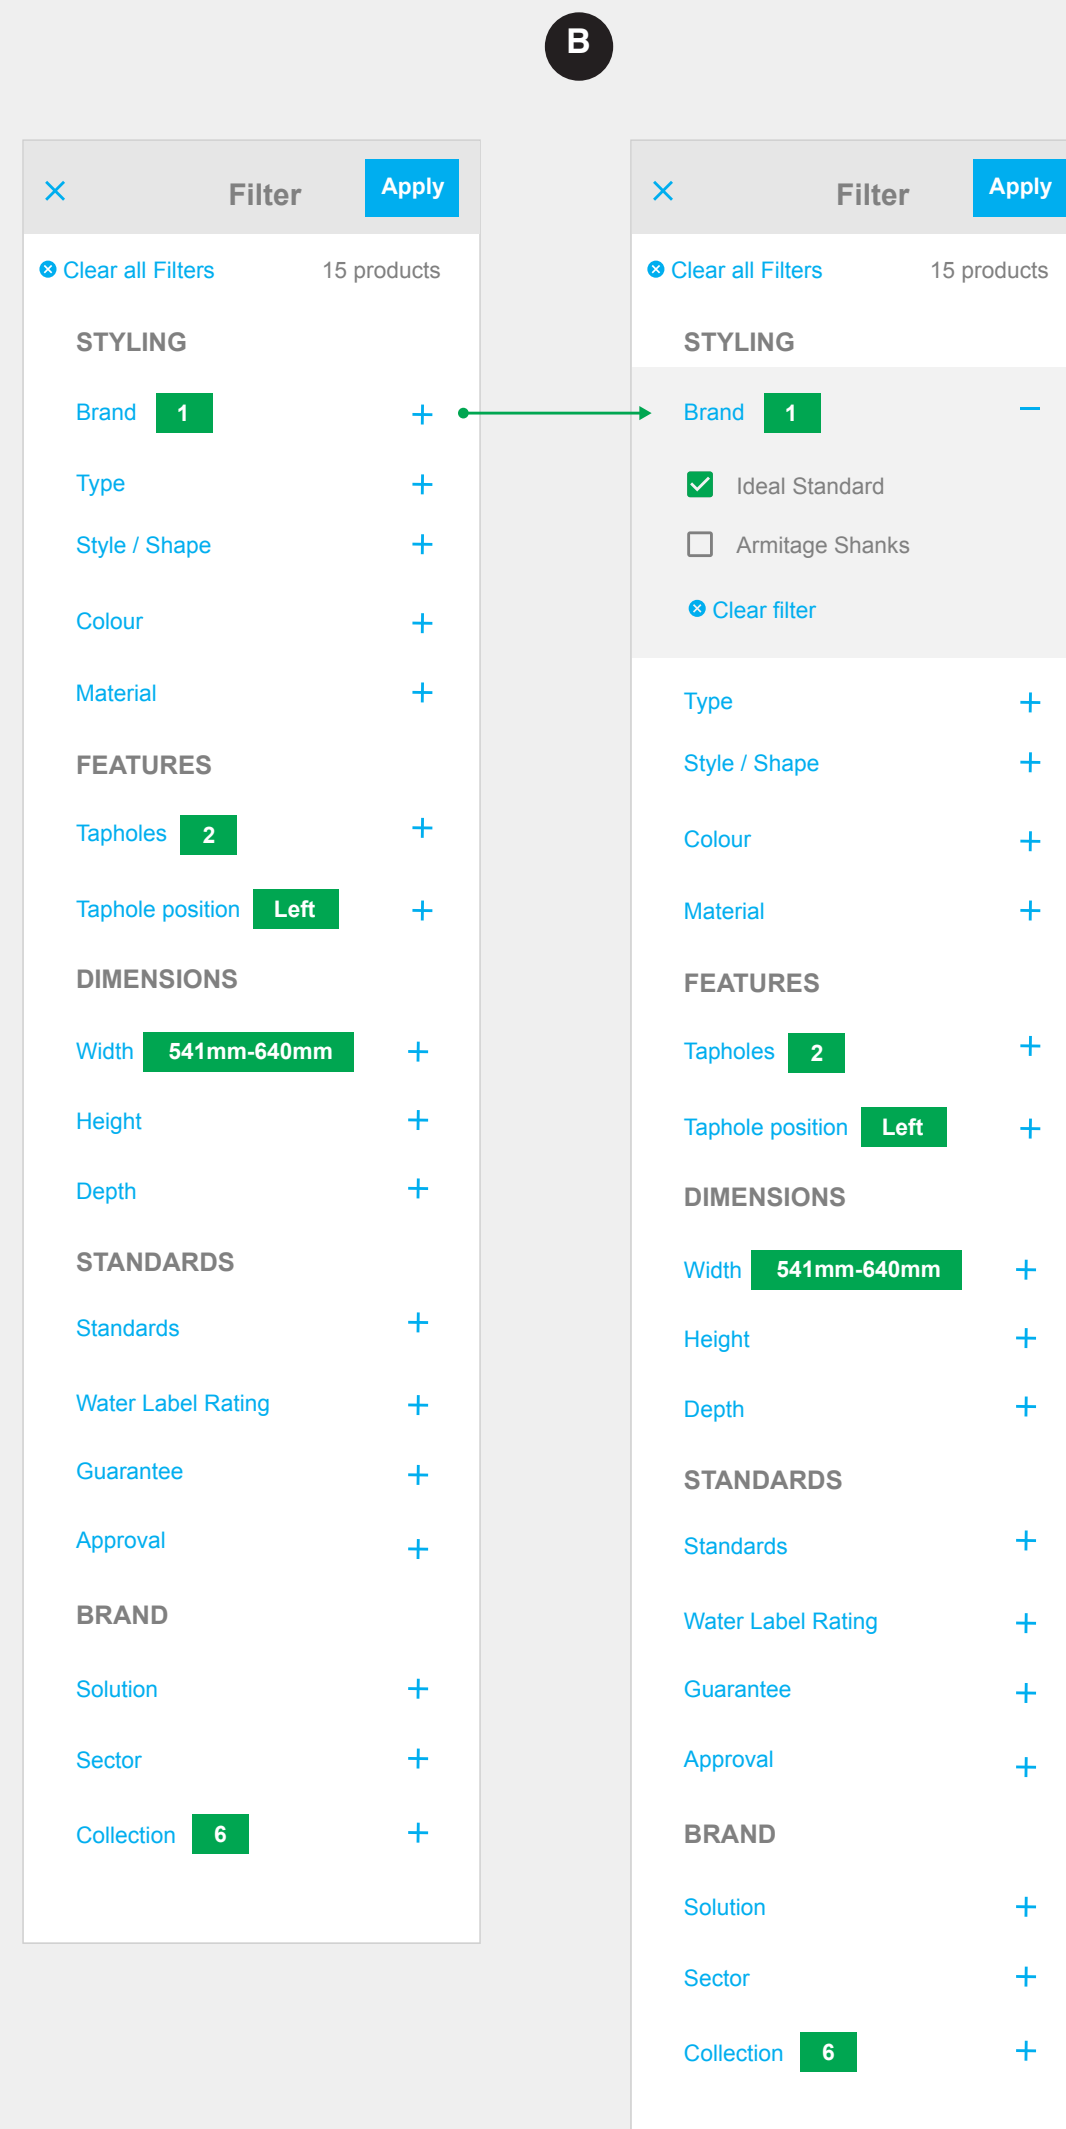 B
Filter Apply
Clear all Filters 15 products
STYLING
Brand 1
Type
Style / Shape
Colour
Material
FEATURES
Tapholes 2
Taphole position Left
DIMENSIONS
Width 541mm-640mm
Height
Depth
STANDARDS
Standards
Water Label Rating
Guarantee
Approval
BRAND
Solution
Sector
Collection 6
Filter Apply
Clear all Filters 15 products
STYLING
Brand 1
Ideal Standard
Armitage Shanks
Clear filter
Type
Style / Shape
Colour
Material
FEATURES
Tapholes 2
Taphole position Left
DIMENSIONS
Width 541mm-640mm
Height
Depth
STANDARDS
Standards
Water Label Rating
Guarantee
Approval
BRAND
Solution
Sector
Collection 6